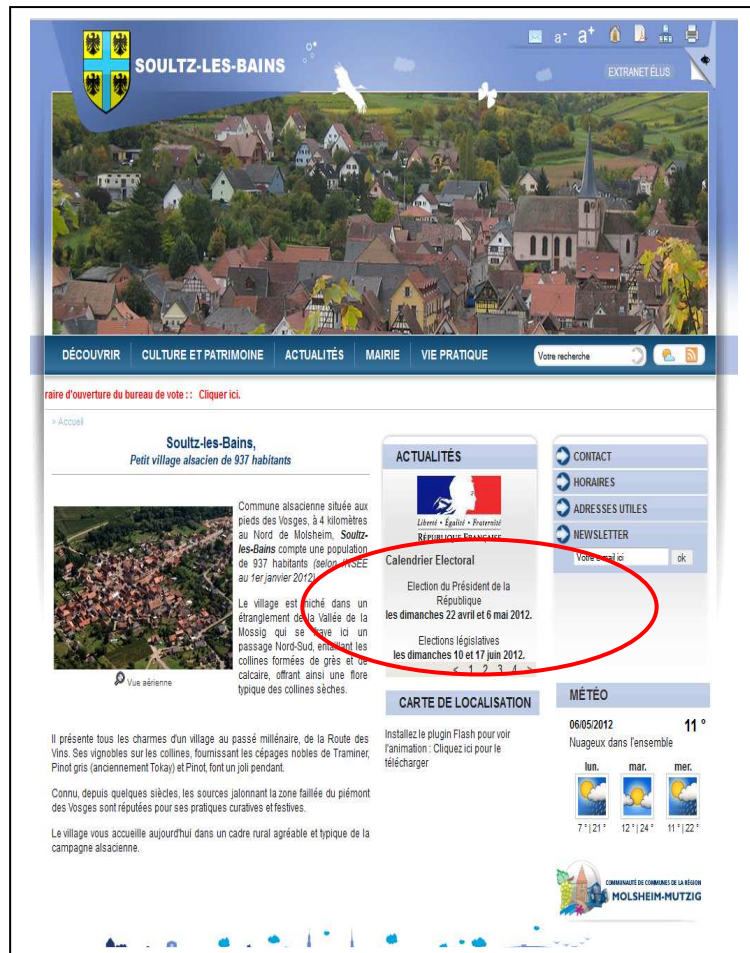 a- a+
SOULTZ-LES-BAINS
EXTRANET ÉLUS
DÉCOUVRIR CULTURE ET PATRIMOINE ACTUALITÉS MAIRIE VIE PRATIQUE Votre recherche
raire d'ouverture du bureau de vote : : Cliquer ici.
> Accueil
Soultz-les-Bains,
Petit village alsacien de 937 habitants
Commune alsacienne située aux
pieds des Vosges, à 4 kilomètres
au Nord de Molsheim, Soultz-
les-Bains compte une population
de 937 habitants (selon INSEE
au 1er janvier 2012)
Le village est niché dans un
étranglement de la Vallée de la
Mossig qui se fraye ici un
passage Nord-Sud, entaillant les
collines formées de grès et de
calcaire, offrant ainsi une flore
typique des collines sèches.
Vue aérienne
Il présente tous les charmes d'un village au passé millénaire, de la Route des
Vins. Ses vignobles sur les collines, fournissant les cépages nobles de Traminer,
Pinot gris (anciennement Tokay) et Pinot, font un joli pendant.
Connu, depuis quelques siècles, les sources jalonnant la zone faillée du piémont
des Vosges sont réputées pour ses pratiques curatives et festives.
Le village vous accueille aujourd'hui dans un cadre rural agréable et typique de la
campagne alsacienne.
ACTUALITÉS
Liberté • Égalité • Fraternité
RÉPUBLIQUE FRANÇAISE
Calendrier Electoral
Election du Président de la
République
les dimanches 22 avril et 6 mai 2012.
Elections législatives
les dimanches 10 et 17 juin 2012.
< 1 2 3 4 >
CARTE DE LOCALISATION
Installez le plugin Flash pour voir
l'animation : Cliquez ici pour le
télécharger
CONTACT
HORAIRES
ADRESSES UTILES
NEWSLETTER
Votre e-mail ici ok
MÉTÉO
06/05/2012 11 °
Nuageux dans l'ensemble
lun. mar. mer.
7 ° | 21 ° 12 ° | 24 ° 11 ° | 22 °
COMMUNAUTÉ DE COMMUNES DE LA RÉGION
MOLSHEIM-MUTZIG